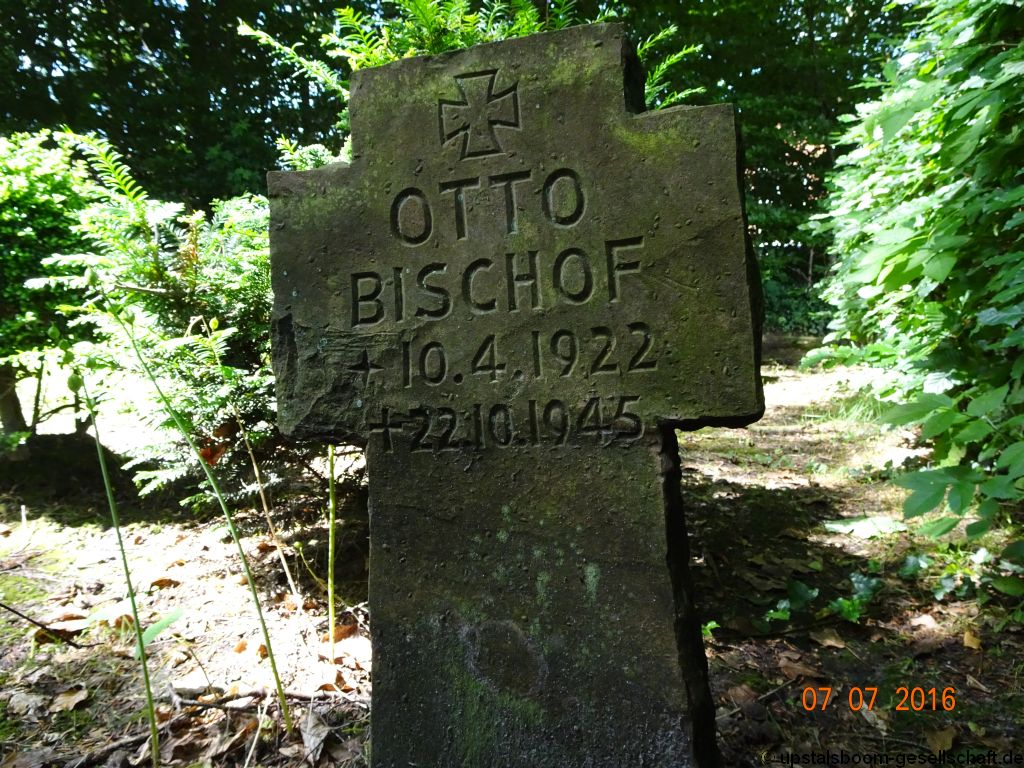 OTTO
BISCHOF
* 10.4.1922
+ 22.10.1945
07 07 2016
© upstalsboom-gesellschaft.de